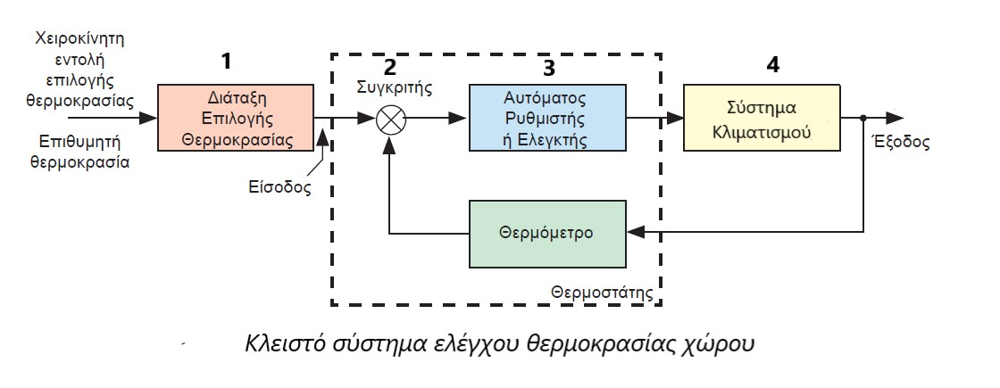 Χειροκίνητη
εντολή
επιλογής
θερμοκρασίας
Επιθυμητή
θερμοκρασία
1
Διάταξη
Επιλογής
Θερμοκρασίας
Είσοδος
2
Συγκριτής
3
Αυτόματος
Ρυθμιστής
ή Ελεγκτής
4
Σύστημα
Κλιματισμού
Έξοδος
Θερμόμετρο
Θερμοστάτης
Κλειστό σύστημα ελέγχου θερμοκρασίας χώρου